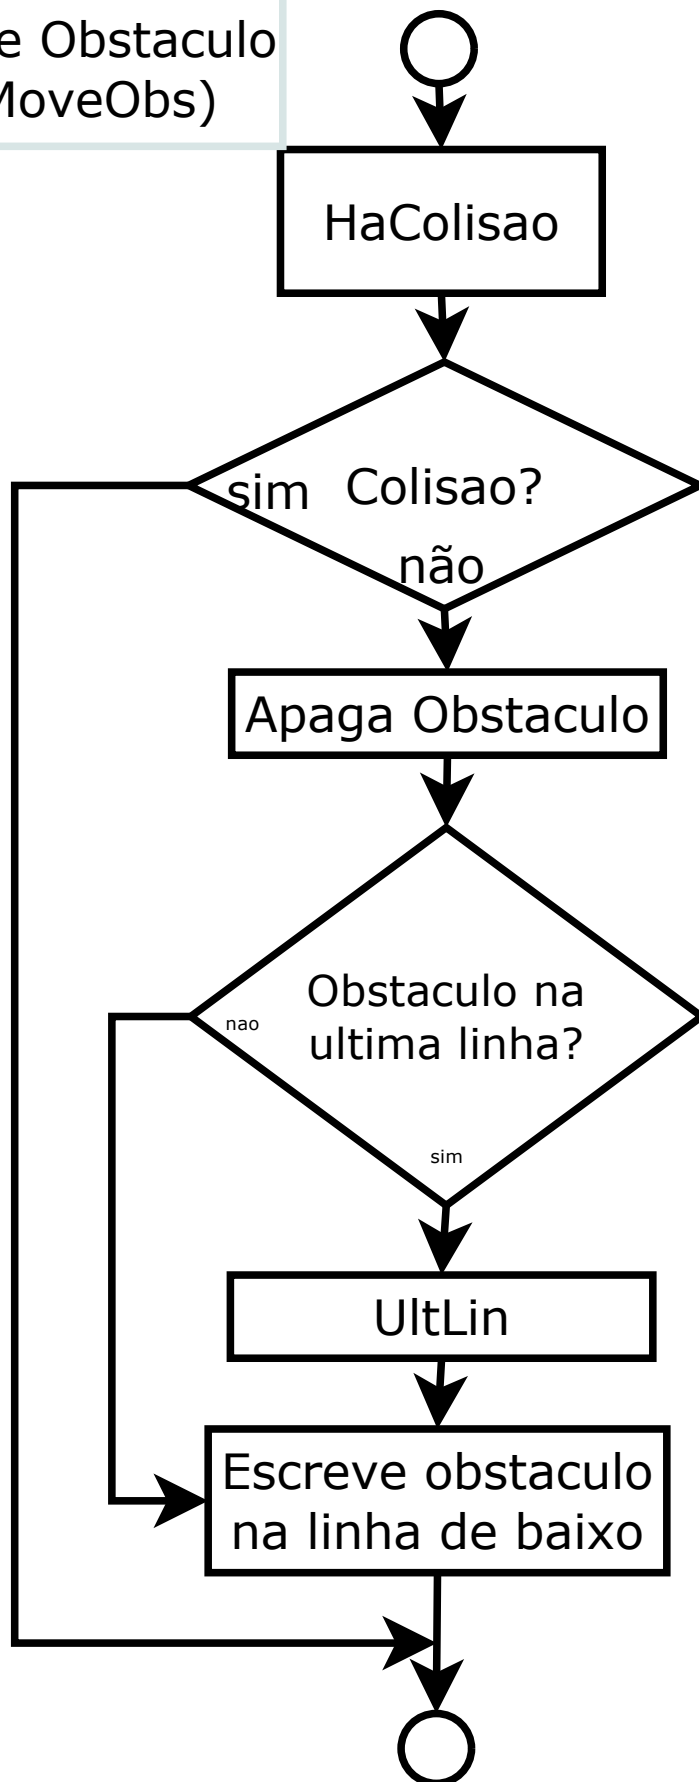 e Obstaculo
MoveObs)
HaColisao
sim Colisao?
não
Apaga Obstaculo
Obstaculo na
nao
ultima linha?
sim
UltLin
Escreve obstaculo
na linha de baixo